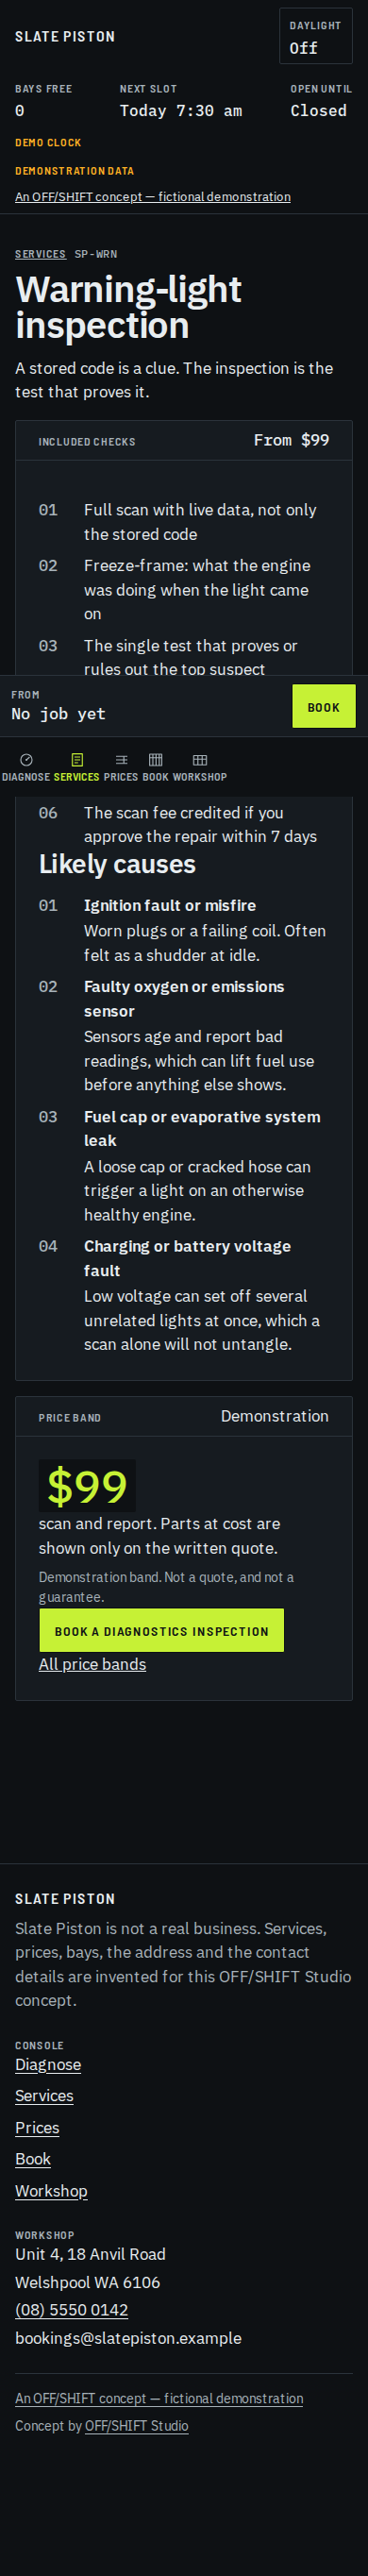 SLATE PISTON
DAYLIGHT
Off
BAYS FREE
0
NEXT SLOT
Today 7:30 am
OPEN UNTIL
Closed
DEMO CLOCK
DEMONSTRATION DATA
An OFF/SHIFT concept — fictional demonstration
SERVICES SP-WRN
Warning-light
inspection
A stored code is a clue. The inspection is the
test that proves it.
INCLUDED CHECKS From $99
01 Full scan with live data, not only
the stored code
02 Freeze-frame: what the engine
was doing when the light came
on
03 The single test that proves or
rules out the top suspect
FROM
No job yet
BOOK
DIAGNOSE SERVICES PRICES BOOK WORKSHOP
06 The scan fee credited if you
approve the repair within 7 days
Likely causes
01 Ignition fault or misfire
Worn plugs or a failing coil. Often
felt as a shudder at idle.
02 Faulty oxygen or emissions
sensor
Sensors age and report bad
readings, which can lift fuel use
before anything else shows.
03 Fuel cap or evaporative system
leak
A loose cap or cracked hose can
trigger a light on an otherwise
healthy engine.
04 Charging or battery voltage
fault
Low voltage can set off several
unrelated lights at once, which a
scan alone will not untangle.
PRICE BAND Demonstration
$99
scan and report. Parts at cost are
shown only on the written quote.
Demonstration band. Not a quote, and not a
guarantee.
BOOK A DIAGNOSTICS INSPECTION
All price bands
SLATE PISTON
Slate Piston is not a real business. Services,
prices, bays, the address and the contact
details are invented for this OFF/SHIFT Studio
concept.
CONSOLE
Diagnose
Services
Prices
Book
Workshop
WORKSHOP
Unit 4, 18 Anvil Road
Welshpool WA 6106
(08) 5550 0142
bookings@slatepiston.example
An OFF/SHIFT concept — fictional demonstration
Concept by OFF/SHIFT Studio